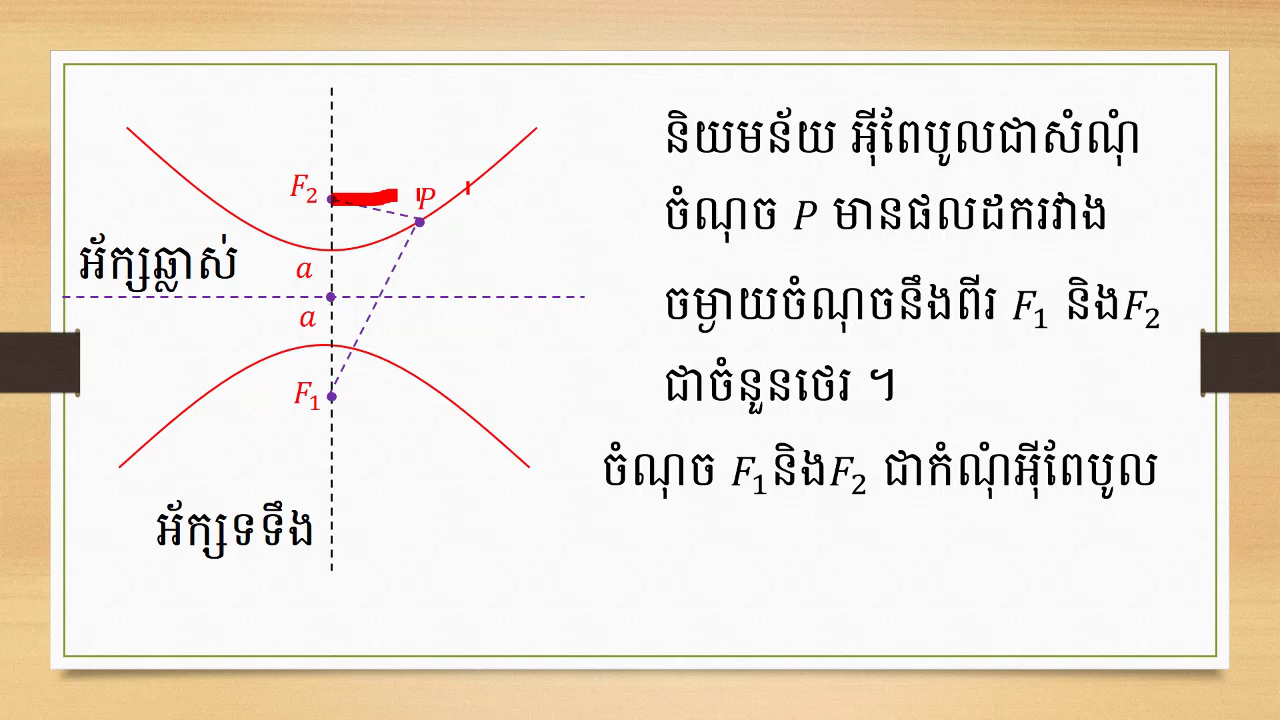 និយមន័យ អ៊ីពែបូលជាសំណុំ
ចំណុច P មានផលដករវាង
ចម្ងាយចំណុចនឹងពីរ F₁ និងF₂
ជាចំនួនថេរ ។
ចំណុច F₁និងF₂ ជាកំណុំអ៊ីពែបូល
F₂
P
អ័ក្សឆ្លាស់
a
a
F₁
អ័ក្សទទឹង